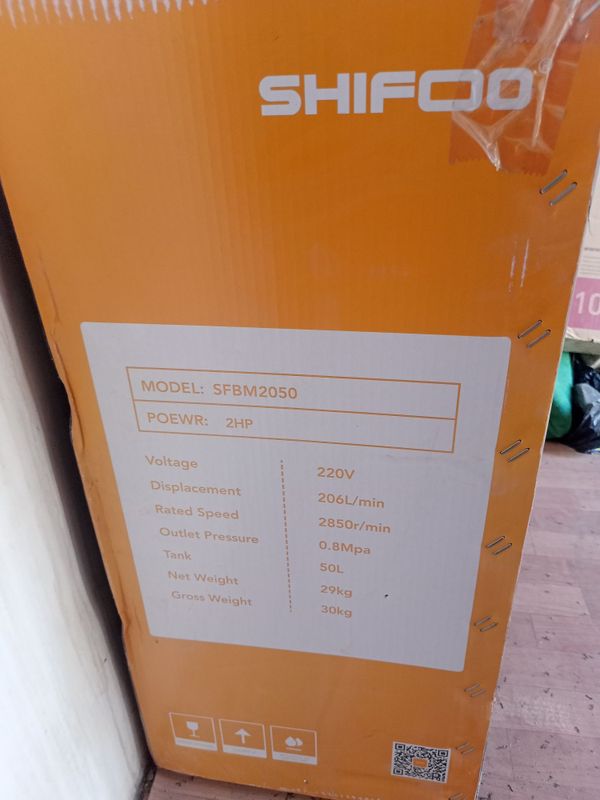 SHIFOO
MODEL: SFBM2050
POEWR: 2HP
Voltage 220V
Displacement 206L/min
Rated Speed 2850r/min
Outlet Pressure 0.8Mpa
Tank 50L
Net Weight 29kg
Gross Weight 30kg
10